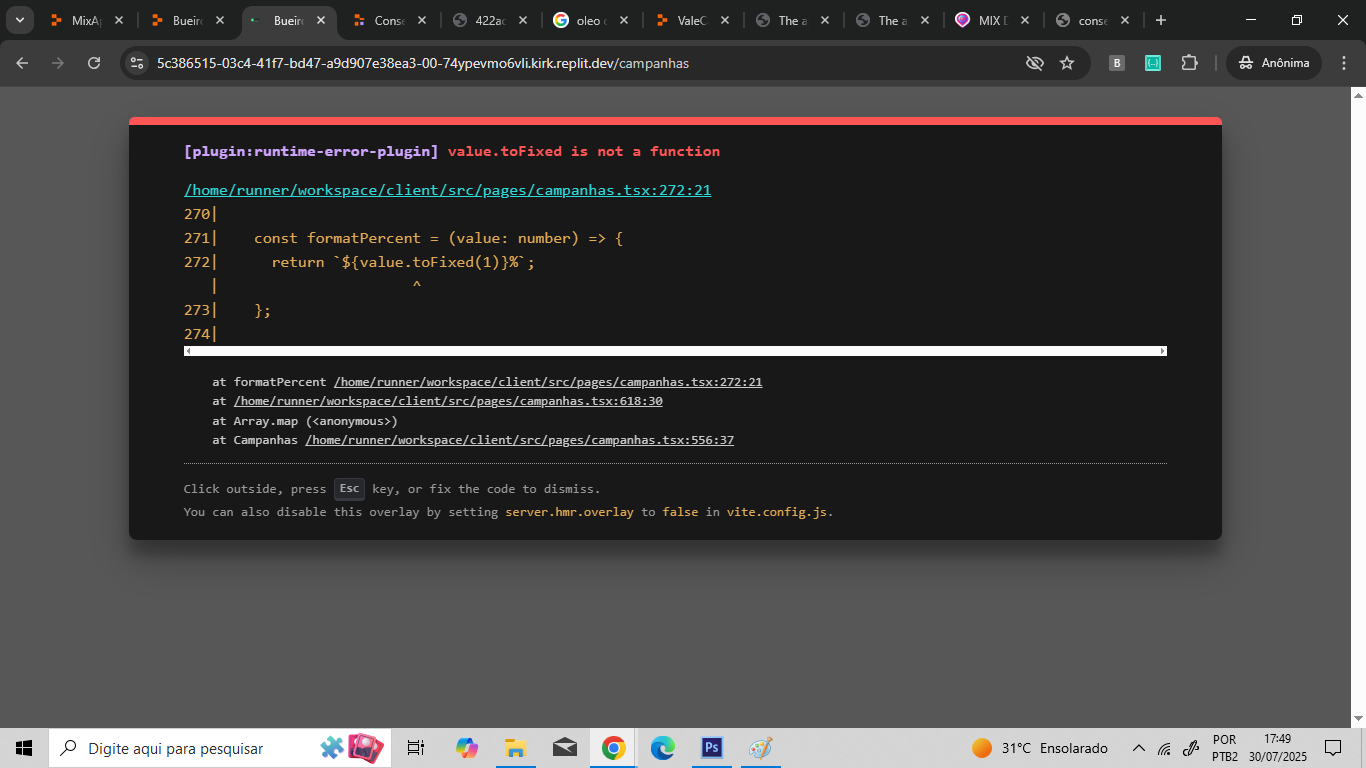 MixAp
Bueiro
Bueiro
Conse
422ac
oleo d
ValeC
The a
The a
MIX D
conse
5c386515-03c4-41f7-bd47-a9d907e38ea3-00-74ypevmo6vli.kirk.replit.dev/campanhas
B
{..}
Anônima
[plugin:runtime-error-plugin] value.toFixed is not a function
/home/runner/workspace/client/src/pages/campanhas.tsx:272:21
270|
271|    const formatPercent = (value: number) => {
272|      return `${value.toFixed(1)}%`;
|                      ^
273|    };
274|
at formatPercent /home/runner/workspace/client/src/pages/campanhas.tsx:272:21
at /home/runner/workspace/client/src/pages/campanhas.tsx:618:30
at Array.map (<anonymous>)
at Campanhas /home/runner/workspace/client/src/pages/campanhas.tsx:556:37
Click outside, press Esc key, or fix the code to dismiss.
You can also disable this overlay by setting server.hmr.overlay to false in vite.config.js.
Digite aqui para pesquisar
Ps
31°C Ensolarado
POR
PTB2
17:49
30/07/2025